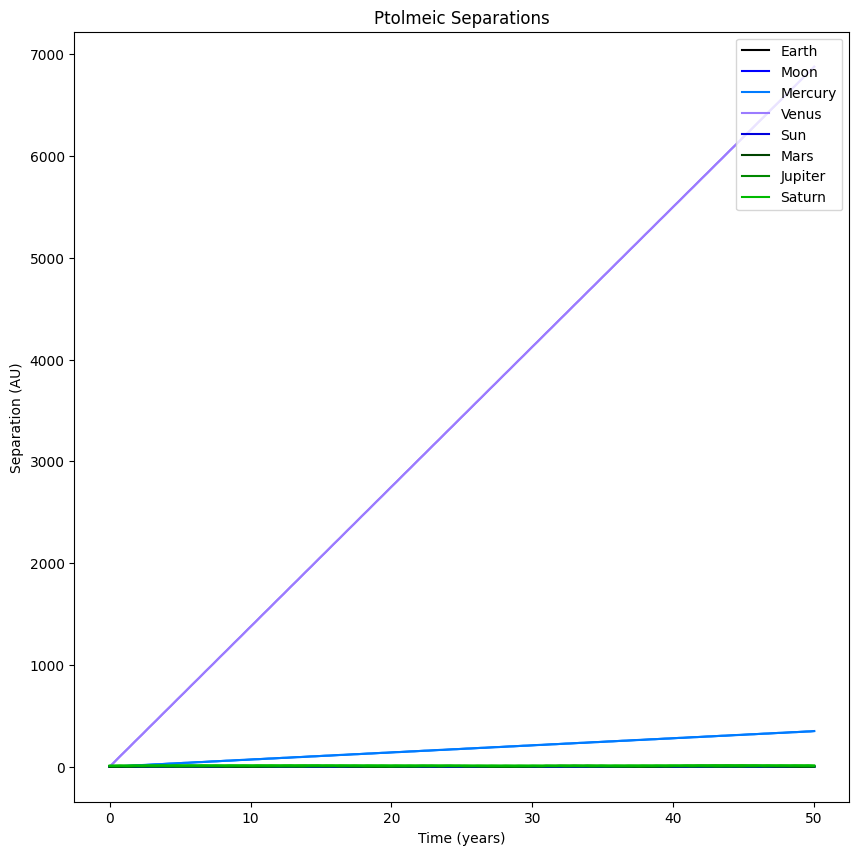 Ptolmeic Separations
7000
6000
5000
4000
3000
2000
1000
0
Separation (AU)
Earth
Moon
Mercury
Venus
Sun
Mars
Jupiter
Saturn
0 10 20 30 40 50
Time (years)